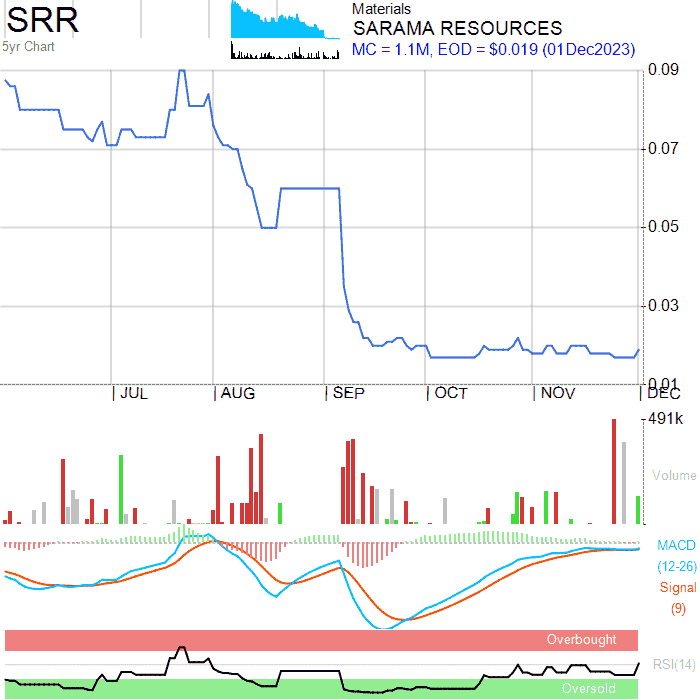 SRR
5yr Chart
Materials
SARAMA RESOURCES
MC = 1.1M, EOD = $0.019 (01Dec2023)
0.09
0.07
0.05
0.03
0.01
JUL AUG SEP OCT NOV DEC
491k
Volume
MACD
(12-26)
Signal
(9)
Overbought
RSI(14)
Oversold